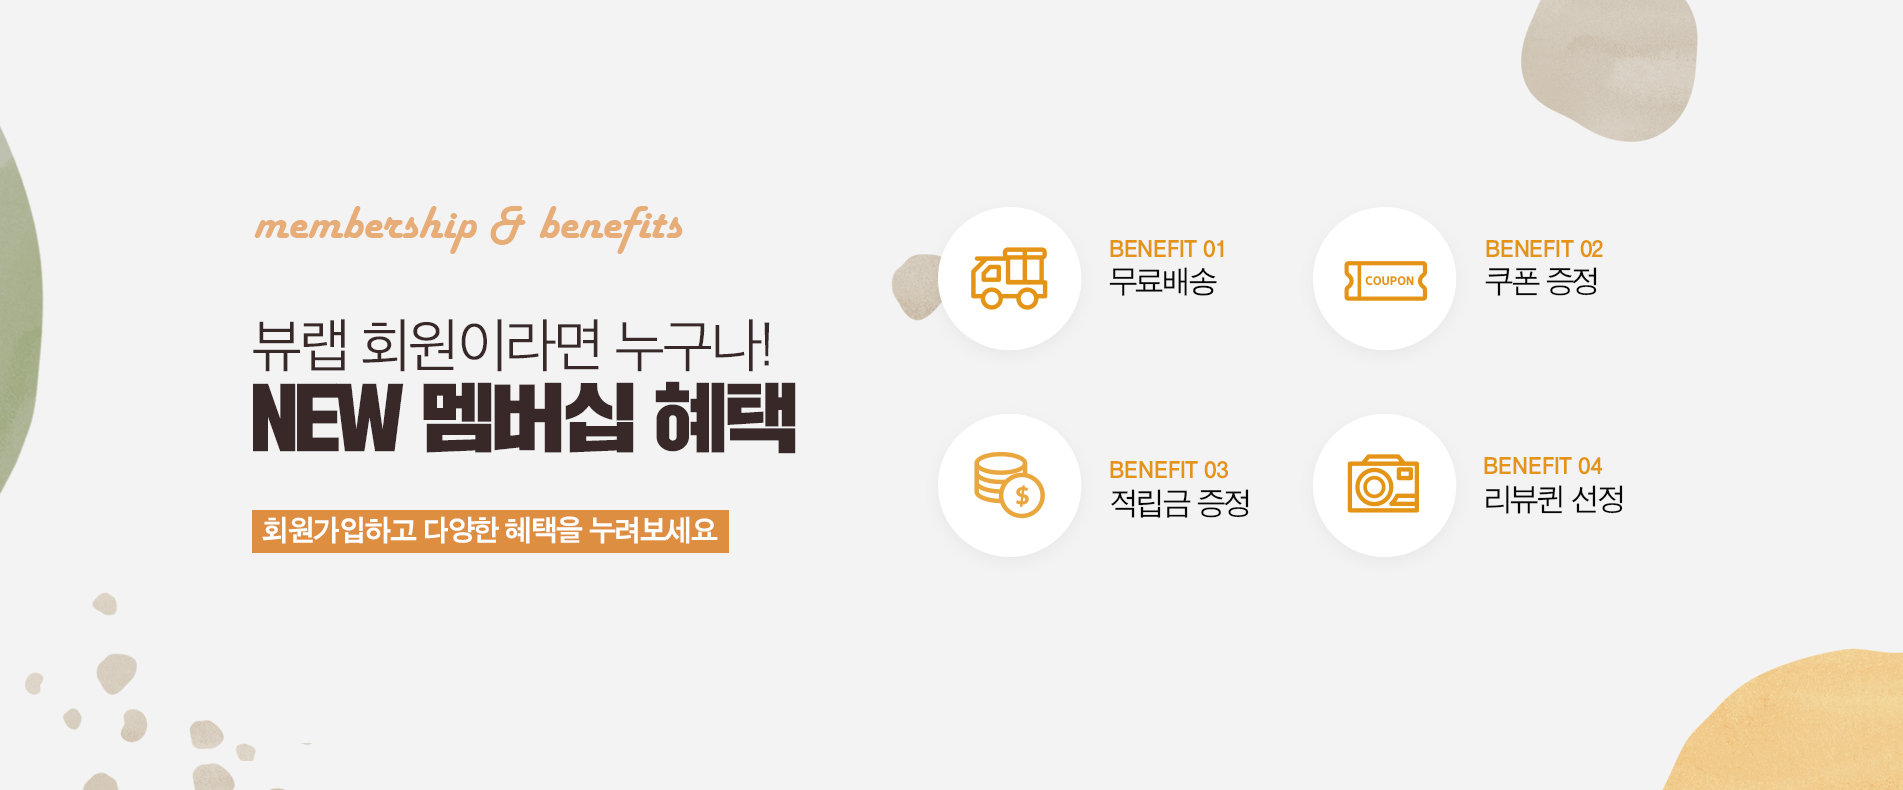 membership & benefits
뷰랩 회원이라면 누구나!
NEW 멤버십 혜택
회원가입하고 다양한 혜택을 누려보세요
BENEFIT 01
무료배송
COUPON
BENEFIT 02
쿠폰 증정
$
BENEFIT 03
적립금 증정
BENEFIT 04
리뷰퀸 선정